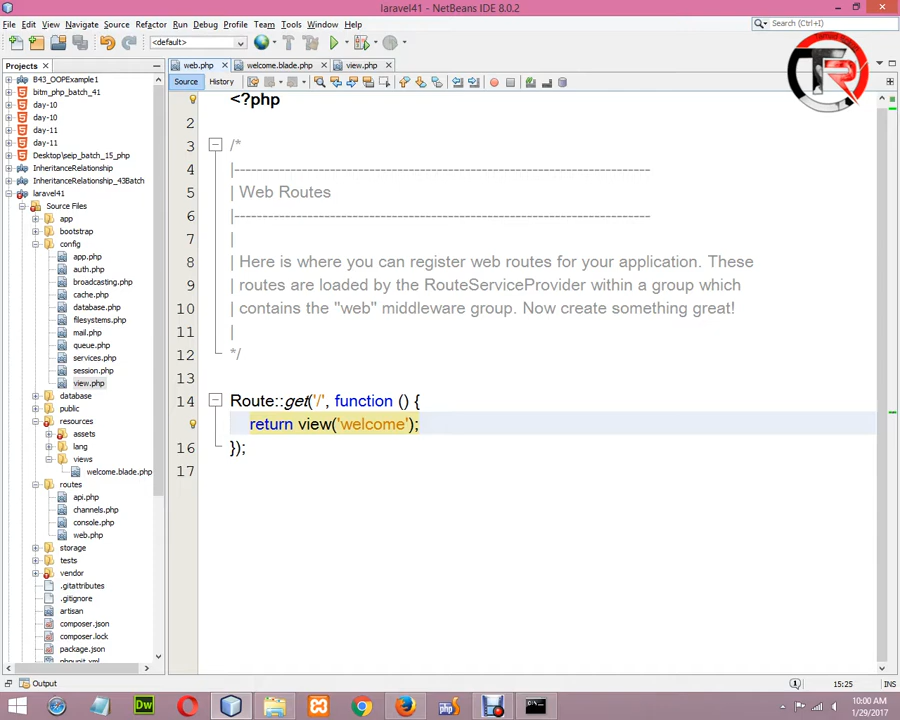 laravel41 - NetBeans IDE 8.0.2
File Edit View Navigate Source Refactor Run Debug Profile Team Tools Window Help
Search (Ctrl+I)
<default>
Projects
web.php
welcome.blade.php
view.php
Source
History
B43_OOPExample1
bitm_php_batch_41
day-10
day-10
day-11
day-11
Desktop\seip_batch_15_php
InheritanceRelationship
InheritanceRelationship_43Batch
laravel41
Source Files
app
bootstrap
config
app.php
auth.php
broadcasting.php
cache.php
database.php
filesystems.php
mail.php
queue.php
services.php
session.php
view.php
database
public
resources
assets
lang
views
welcome.blade.php
routes
api.php
channels.php
console.php
web.php
storage
tests
vendor
.gitattributes
.gitignore
artisan
composer.json
composer.lock
package.json
phpunit.xml
<?php
2
3 /*
4 |--------------------------------------------------------------------------
5 | Web Routes
6 |--------------------------------------------------------------------------
7 |
8 | Here is where you can register web routes for your application. These
9 | routes are loaded by the RouteServiceProvider within a group which
10 | contains the "web" middleware group. Now create something great!
11 |
12 */
13
14 Route::get('/', function () {
return view('welcome');
16 });
17
TR
Output
15:25
INS
Dw
php
10:00 AM
1/29/2017